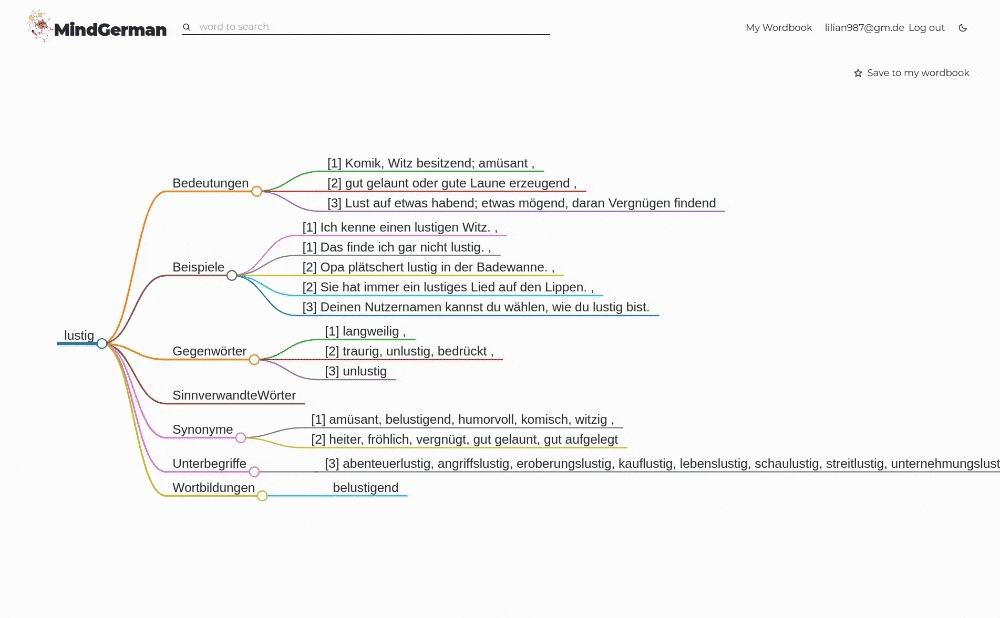 MindGerman
word to search
My Wordbook lilian987@gm.de Log out
Save to my wordbook
lustig
Bedeutungen
[1] Komik, Witz besitzend; amüsant ,
[2] gut gelaunt oder gute Laune erzeugend ,
[3] Lust auf etwas habend; etwas mögend, daran Vergnügen findend
Beispiele
[1] Ich kenne einen lustigen Witz. ,
[1] Das finde ich gar nicht lustig. ,
[2] Opa plätschert lustig in der Badewanne. ,
[2] Sie hat immer ein lustiges Lied auf den Lippen. ,
[3] Deinen Nutzernamen kannst du wählen, wie du lustig bist.
Gegenwörter
[1] langweilig ,
[2] traurig, unlustig, bedrückt ,
[3] unlustig
SinnverwandteWörter
Synonyme
[1] amüsant, belustigend, humorvoll, komisch, witzig ,
[2] heiter, fröhlich, vergnügt, gut gelaunt, gut aufgelegt
Unterbegriffe
[3] abenteuerlustig, angriffslustig, eroberungslustig, kauflustig, lebenslustig, schaulustig, streitlustig, unternehmungslust
Wortbildungen
belustigend